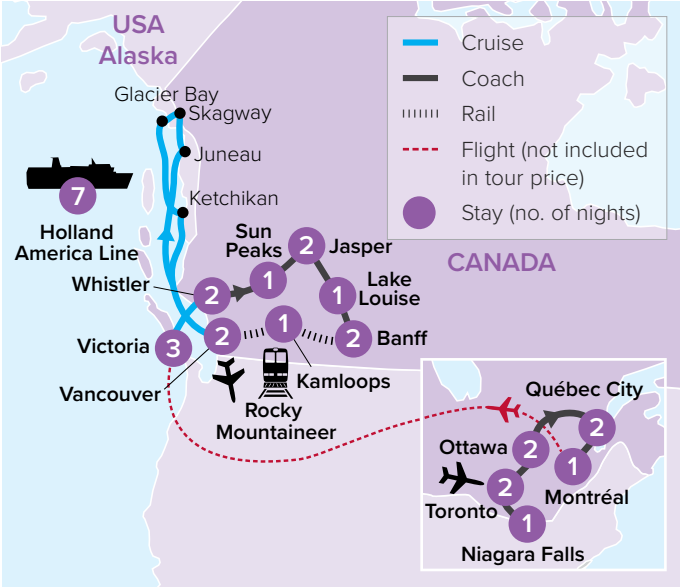 USA
Alaska
Glacier Bay
Skagway
Juneau
Ketchikan
7
Holland
America Line
Cruise
Coach
Rail
Flight (not included
in tour price)
Stay (no. of nights)
CANADA
Sun
Peaks
2
Jasper
1
Whistler
2
1
Lake
Louise
Victoria
3
2
1
2
Banff
Vancouver
Kamloops
Rocky
Mountaineer
Québec City
2
Ottawa
2
1
Montréal
2
Toronto
1
Niagara Falls